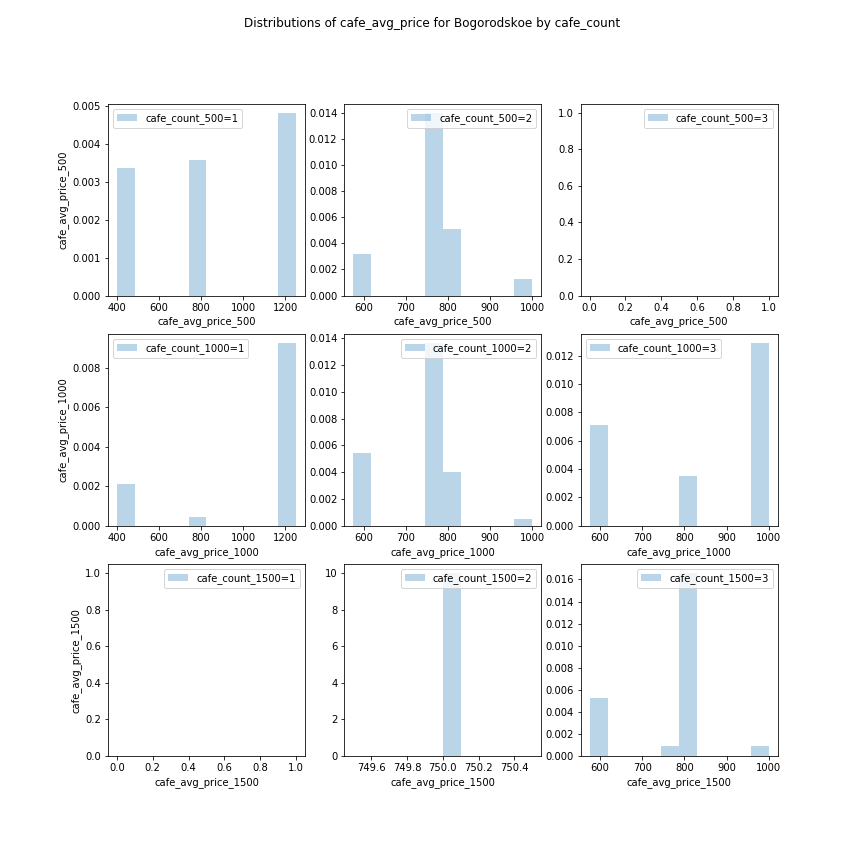 Distributions of cafe_avg_price for Bogorodskoe by cafe_count
cafe_avg_price_500
0.005
0.004
0.003
0.002
0.001
0.000
cafe_count_500=1
400 600 800 1000 1200
cafe_avg_price_500
0.014
0.012
0.010
0.008
0.006
0.004
0.002
0.000
cafe_count_500=2
600 700 800 900 1000
cafe_avg_price_500
1.0
0.8
0.6
0.4
0.2
0.0
cafe_count_500=3
0.0 0.2 0.4 0.6 0.8 1.0
cafe_avg_price_500
cafe_avg_price_1000
0.008
0.006
0.004
0.002
0.000
cafe_count_1000=1
400 600 800 1000 1200
cafe_avg_price_1000
0.014
0.012
0.010
0.008
0.006
0.004
0.002
0.000
cafe_count_1000=2
600 700 800 900 1000
cafe_avg_price_1000
0.012
0.010
0.008
0.006
0.004
0.002
0.000
cafe_count_1000=3
600 700 800 900 1000
cafe_avg_price_1000
cafe_avg_price_1500
1.0
0.8
0.6
0.4
0.2
0.0
cafe_count_1500=1
0.0 0.2 0.4 0.6 0.8 1.0
cafe_avg_price_1500
10
8
6
4
2
0
cafe_count_1500=2
749.6 749.8 750.0 750.2 750.4
cafe_avg_price_1500
0.016
0.014
0.012
0.010
0.008
0.006
0.004
0.002
0.000
cafe_count_1500=3
600 700 800 900 1000
cafe_avg_price_1500